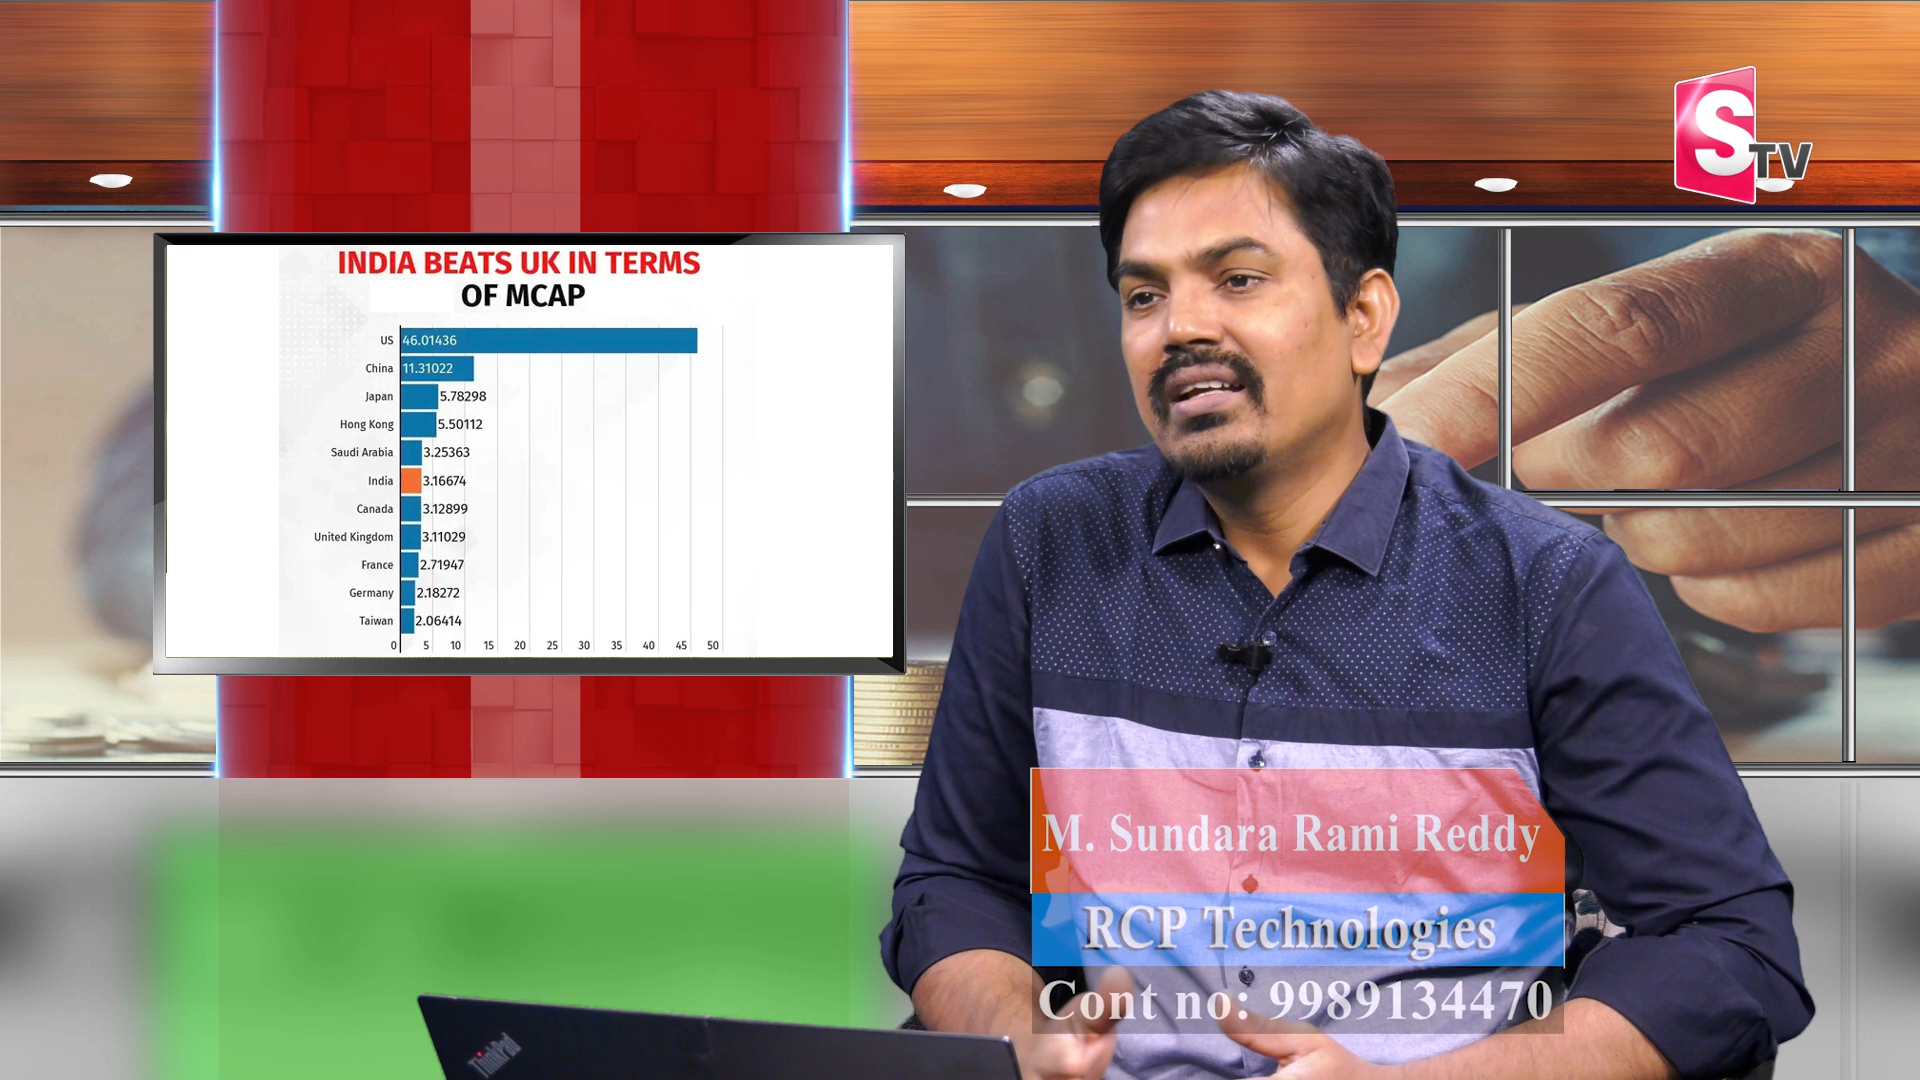 INDIA BEATS UK IN TERMS
OF MCAP
US 46.01436
China 11.31022
Japan 5.78298
Hong Kong 5.50112
Saudi Arabia 3.25363
India 3.16674
Canada 3.12899
United Kingdom 3.11029
France 2.71947
Germany 2.18272
Taiwan 2.06414
0 5 10 15 20 25 30 35 40 45 50
S TV
M. Sundara Rami Reddy
RCP Technologies
Cont no: 9989134470
ThinkPad